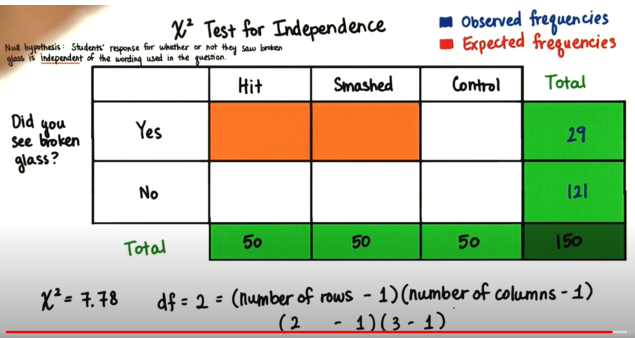 χ² Test for Independence
Observed frequencies
Expected frequencies
Null hypothesis: Students' response for whether or not they saw broken
glass is independent of the wording used in the question.
Hit Smashed Control Total
Did you
see broken
glass?
Yes 29
No 121
Total 50 50 50 150
χ² = 7.78 df = 2 = (number of rows - 1)(number of columns - 1)
(2 - 1)(3 - 1)